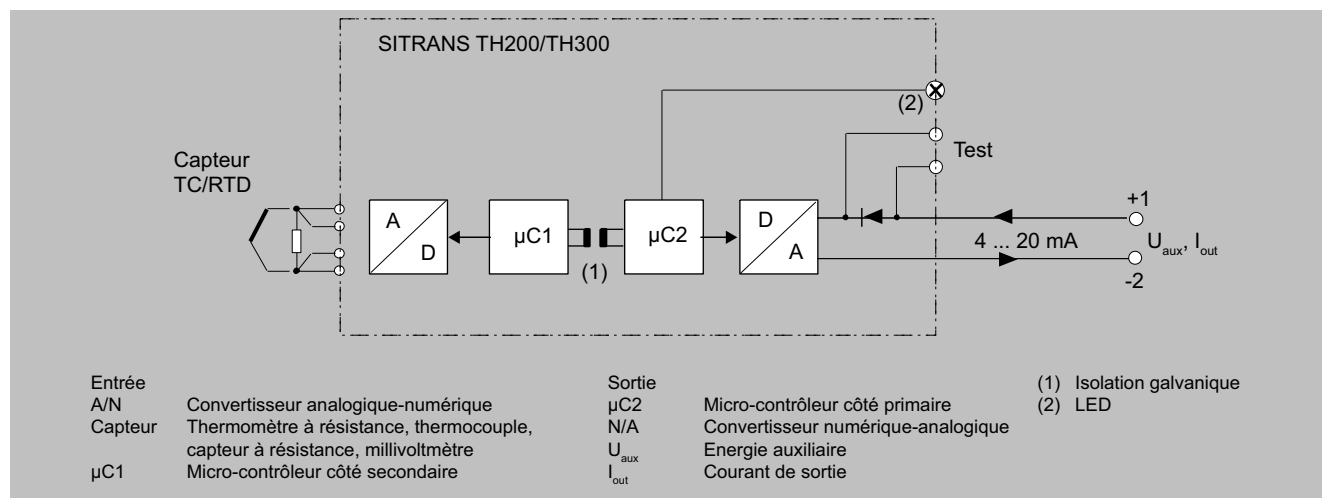 SITRANS TH200/TH300
(2)
Test
Capteur
TC/RTD
A
D
µC1
(1)
µC2
D
A
+1
4 ... 20 mA
Uaux, Iout
-2
Entrée
A/N Convertisseur analogique-numérique
Capteur Thermomètre à résistance, thermocouple,
capteur à résistance, millivoltmètre
µC1 Micro-contrôleur côté secondaire
Sortie
µC2 Micro-contrôleur côté primaire
N/A Convertisseur numérique-analogique
Uaux Energie auxiliaire
Iout Courant de sortie
(1) Isolation galvanique
(2) LED